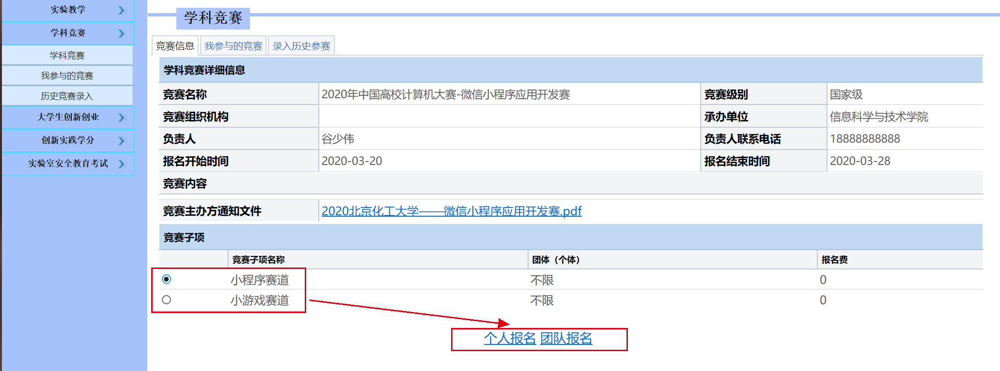 实验教学
学科竞赛
学科竞赛
我参与的竞赛
历史竞赛录入
大学生创新创业
创新实践学分
实验室安全教育考试
学科竞赛
竞赛信息 我参与的竞赛 录入历史参赛
学科竞赛详细信息
竞赛名称 2020年中国高校计算机大赛-微信小程序应用开发赛 竞赛级别 国家级
竞赛组织机构 承办单位 信息科学与技术学院
负责人 谷少伟 负责人联系电话 18888888888
报名开始时间 2020-03-20 报名结束时间 2020-03-28
竞赛内容
竞赛主办方通知文件 2020北京化工大学——微信小程序应用开发赛.pdf
竞赛子项
竞赛子项名称 团体（个体） 报名费
小程序赛道 不限 0
小游戏赛道 不限 0
个人报名 团队报名